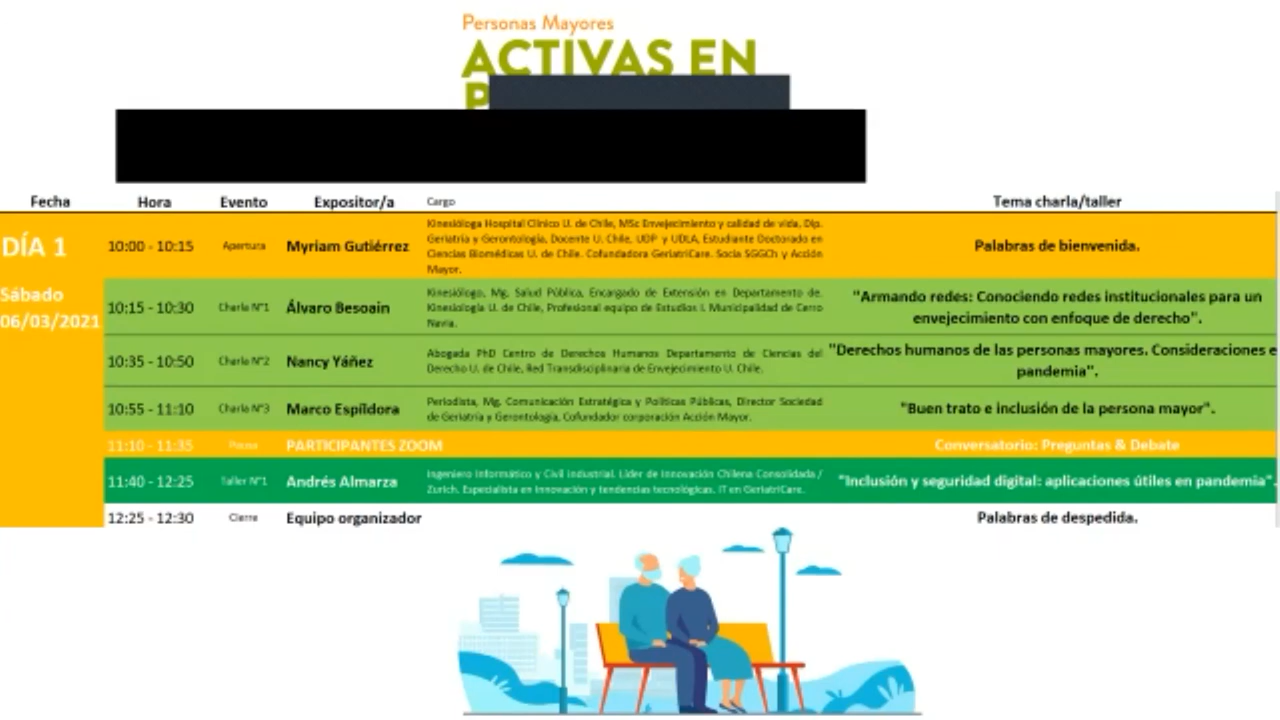 Personas Mayores
ACTIVAS EN
P
Fecha Hora Evento Expositor/a Cargo Tema charla/taller
DÍA 1
Sábado
06/03/2021
10:00 - 10:15 Apertura Myriam Gutiérrez
Kinesióloga Hospital Clínico U. de Chile, MSc Envejecimiento y calidad de vida, Dip.
Geriatría y Gerontología, Docente U. Chile, UDP y UDLA, Estudiante Doctorado en
Ciencias Biomédicas U. de Chile. Cofundadora GeriatriCare. Socia SGGCh y Acción
Mayor.
Palabras de bienvenida.
10:15 - 10:30 Charla N°1 Álvaro Besoain
Kinesiólogo, Mg. Salud Pública, Encargado de Extensión en Departamento de.
Kinesiología U. de Chile, Profesional equipo de Estudios I. Municipalidad de Cerro
Navia.
"Armando redes: Conociendo redes institucionales para un
envejecimiento con enfoque de derecho".
10:35 - 10:50 Charla N°2 Nancy Yáñez
Abogada PhD Centro de Derechos Humanos Departamento de Ciencias del
Derecho U. de Chile, Red Transdisciplinaria de Envejecimiento U. Chile.
"Derechos humanos de las personas mayores. Consideraciones e
pandemia".
10:55 - 11:10 Charla N°3 Marco Espíldora
Periodista, Mg. Comunicación Estratégica y Políticas Públicas, Director Sociedad
de Geriatría y Gerontología, Cofundador corporación Acción Mayor.
"Buen trato e inclusión de la persona mayor".
11:10 - 11:35 Pausa PARTICIPANTES ZOOM Conversatorio: Preguntas & Debate
11:40 - 12:25 Taller N°1 Andrés Almarza
Ingeniero Informático y Civil industrial. Líder de Innovación Chilena Consolidada /
Zurich. Especialista en innovación y tendencias tecnológicas. IT en GeriatriCare.
"Inclusión y seguridad digital: aplicaciones útiles en pandemia".
12:25 - 12:30 Cierre Equipo organizador Palabras de despedida.